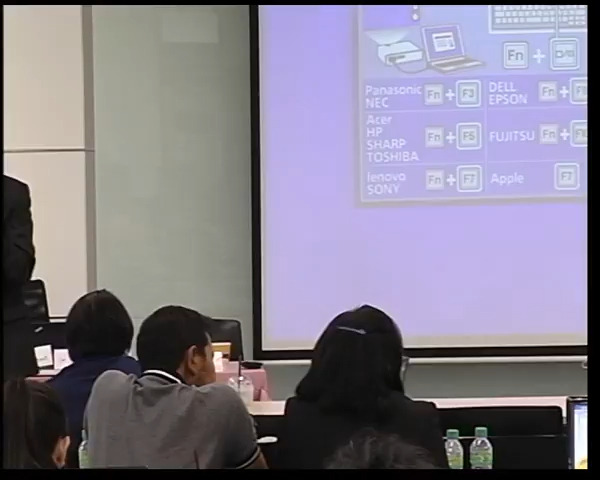 Fn +
Panasonic
NEC
Fn + F3
DELL
EPSON
Fn +
Acer
HP
SHARP
TOSHIBA
Fn + F5
FUJITSU
Fn +
lenovo
SONY
Fn + F7
Apple
F7